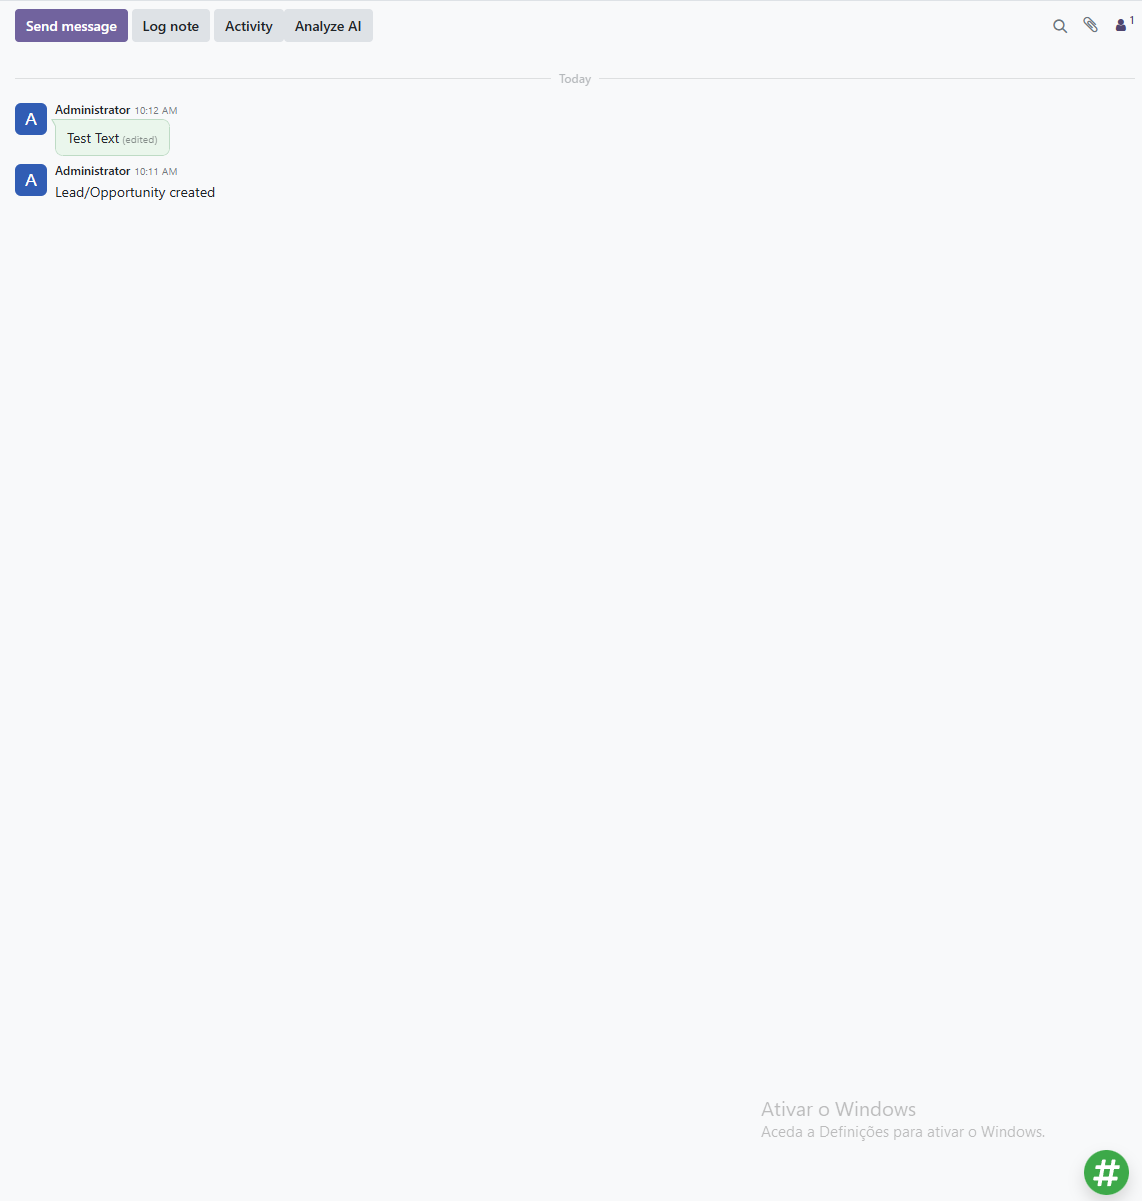 Send message Log note Activity Analyze AI 1
Today
A Administrator 10:12 AM
Test Text (edited)
A Administrator 10:11 AM
Lead/Opportunity created
Ativar o Windows
Aceda a Definições para ativar o Windows.
#